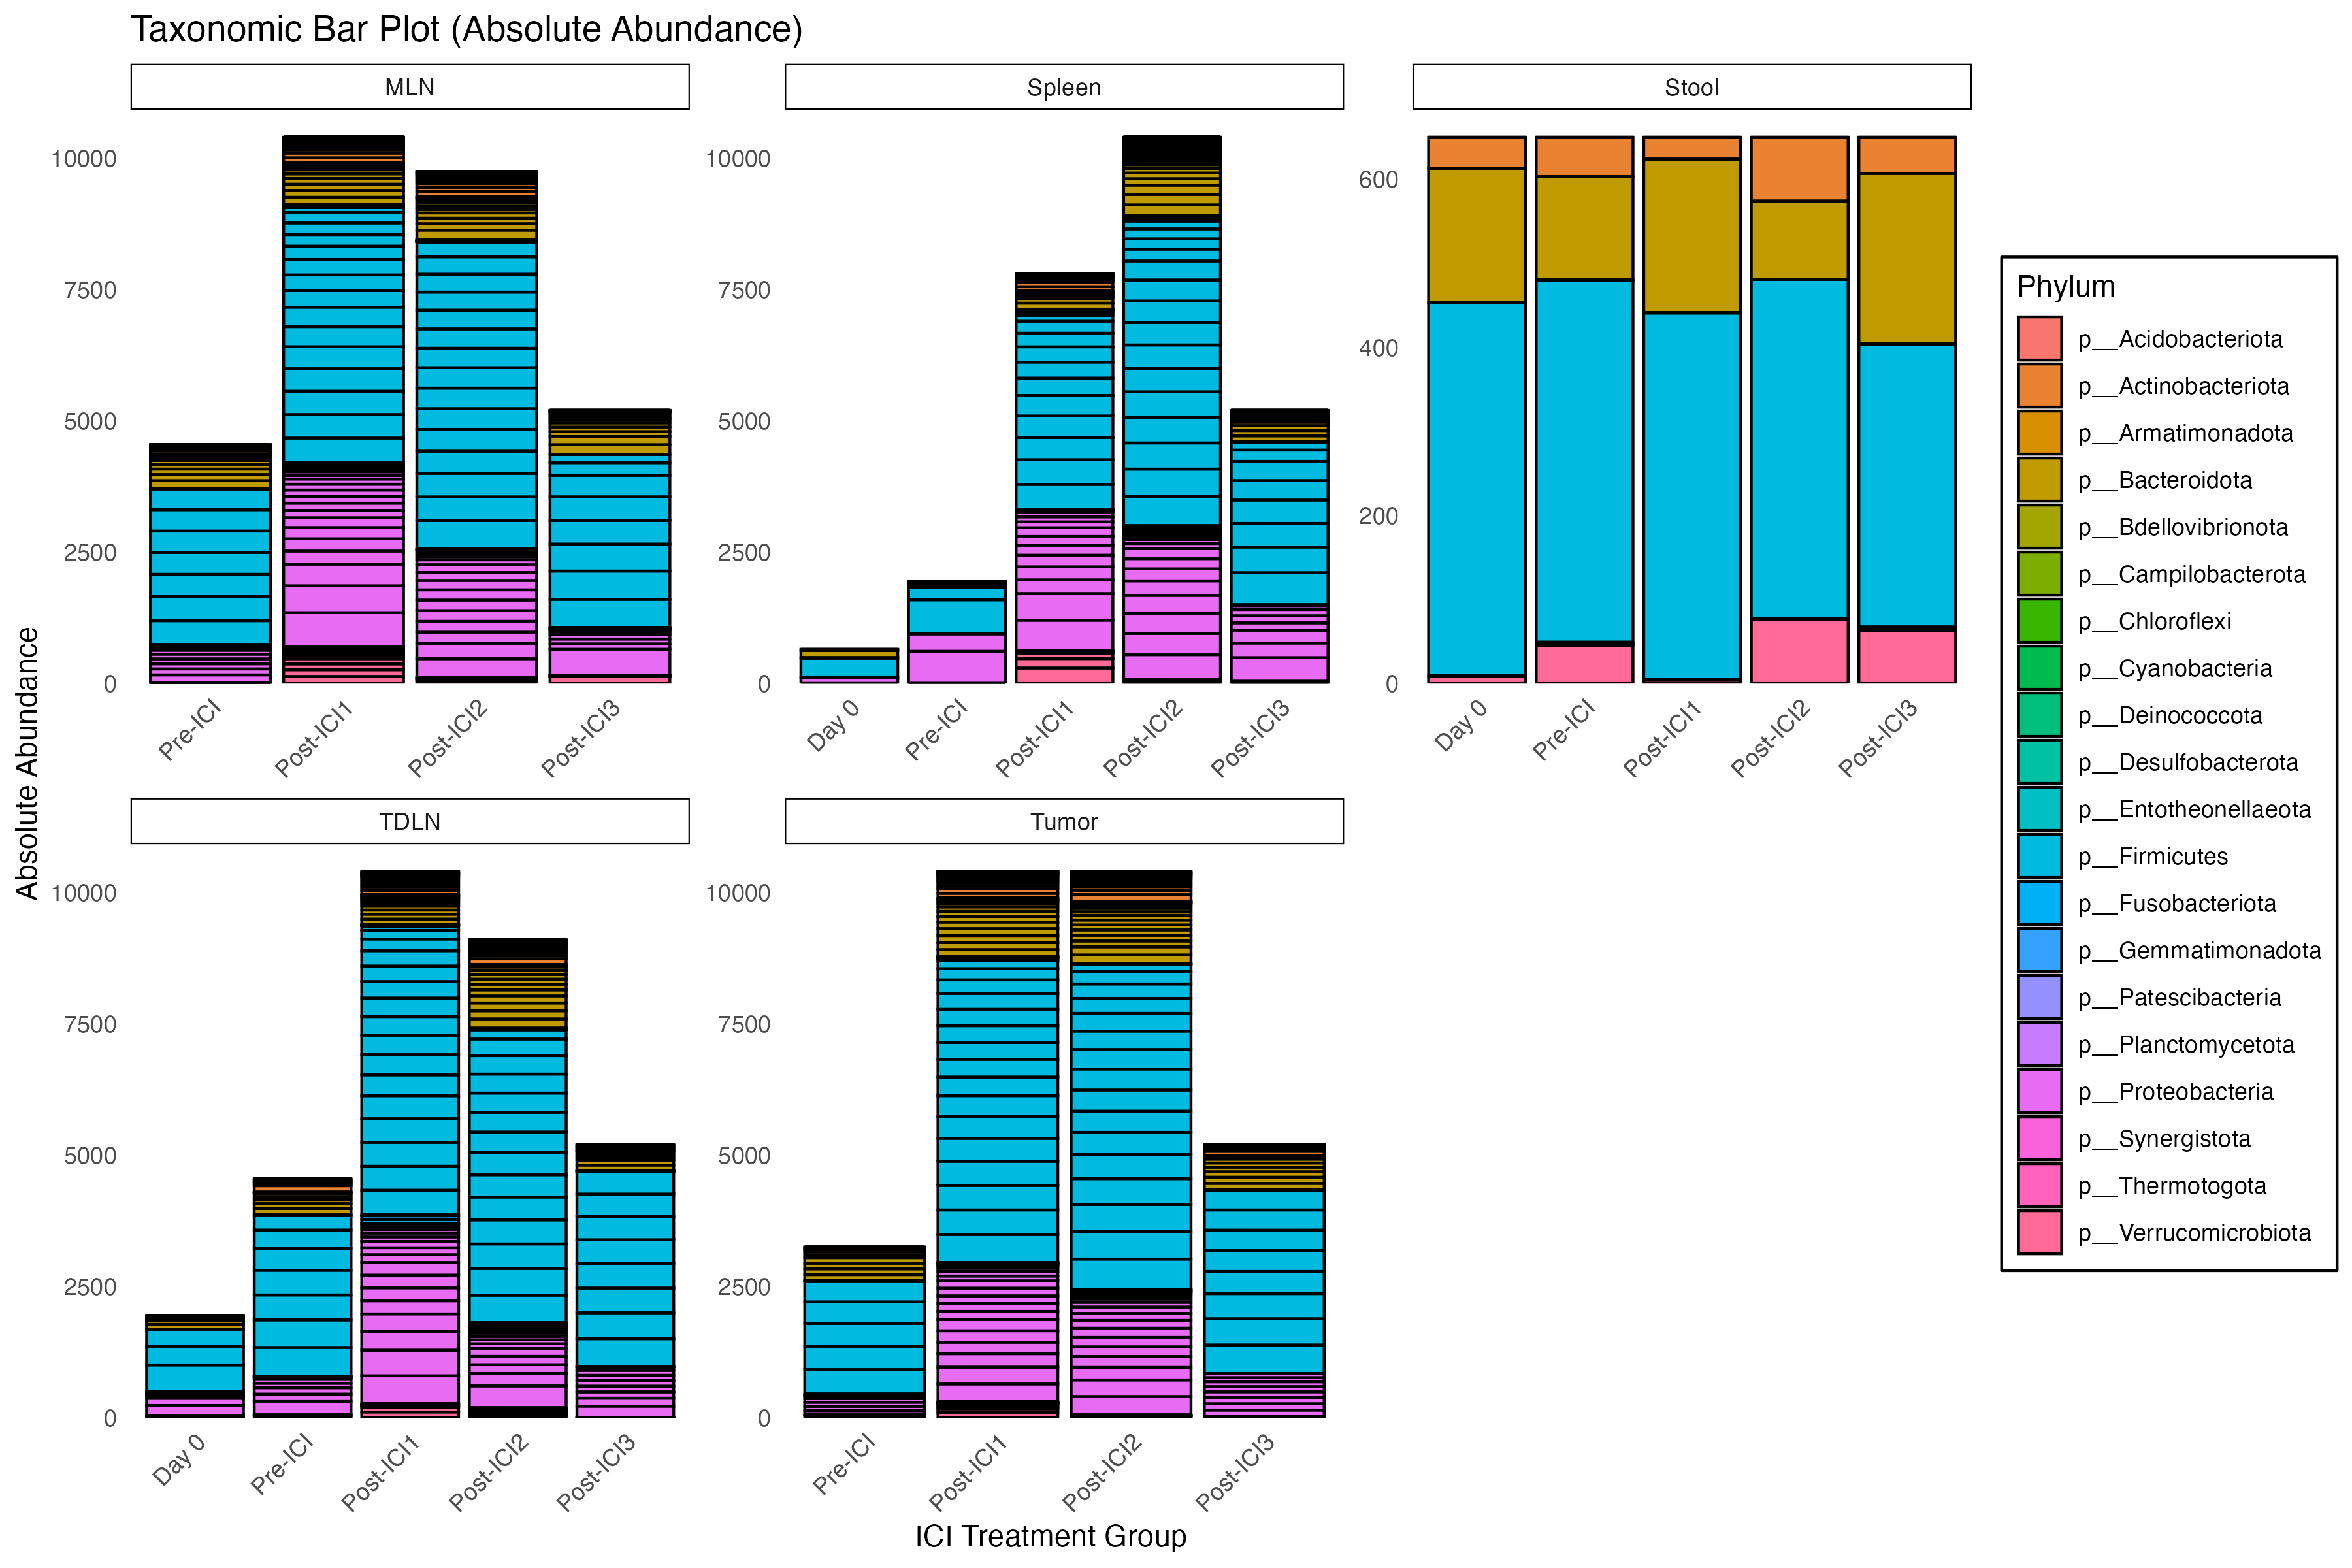 Taxonomic Bar Plot (Absolute Abundance)
MLN
Spleen
Stool
10000
7500
5000
2500
0
10000
7500
5000
2500
0
600
400
200
0
Pre-ICI
Post-ICI1
Post-ICI2
Post-ICI3
Day 0
Pre-ICI
Post-ICI1
Post-ICI2
Post-ICI3
Day 0
Pre-ICI
Post-ICI1
Post-ICI2
Post-ICI3
TDLN
Tumor
10000
7500
5000
2500
0
10000
7500
5000
2500
0
Day 0
Pre-ICI
Post-ICI1
Post-ICI2
Post-ICI3
Pre-ICI
Post-ICI1
Post-ICI2
Post-ICI3
Absolute Abundance
ICI Treatment Group
Phylum
p__Acidobacteriota
p__Actinobacteriota
p__Armatimonadota
p__Bacteroidota
p__Bdellovibrionota
p__Campilobacterota
p__Chloroflexi
p__Cyanobacteria
p__Deinococcota
p__Desulfobacterota
p__Entotheonellaeota
p__Firmicutes
p__Fusobacteriota
p__Gemmatimonadota
p__Patescibacteria
p__Planctomycetota
p__Proteobacteria
p__Synergistota
p__Thermotogota
p__Verrucomicrobiota